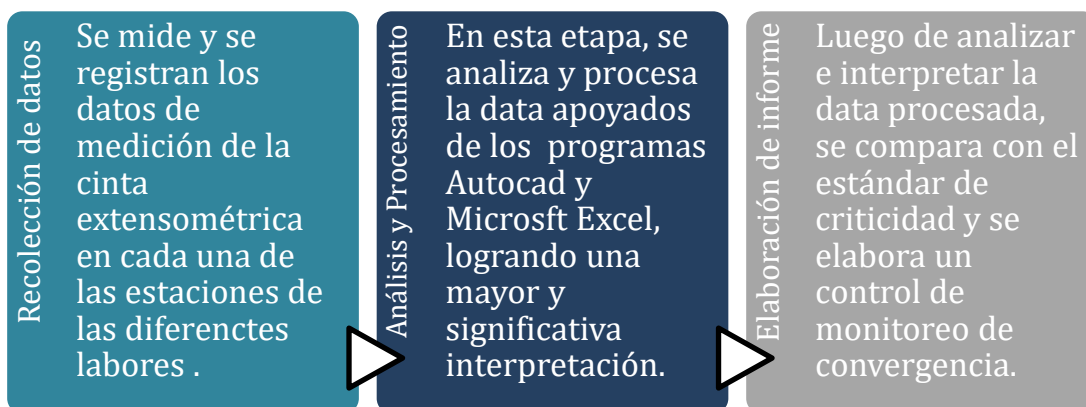 Recolección de datos
Se mide y se
registran los
datos de
medición de la
cinta
extensométrica
en cada una de
las estaciones de
las diferenctes
labores .
Análisis y Procesamiento
En esta etapa, se
analiza y procesa
la data apoyados
de los programas
Autocad y
Microsft Excel,
logrando una
mayor y
significativa
interpretación.
Elaboración de informe
Luego de analizar
e interpretar la
data procesada,
se compara con el
estándar de
criticidad y se
elabora un
control de
monitoreo de
convergencia.